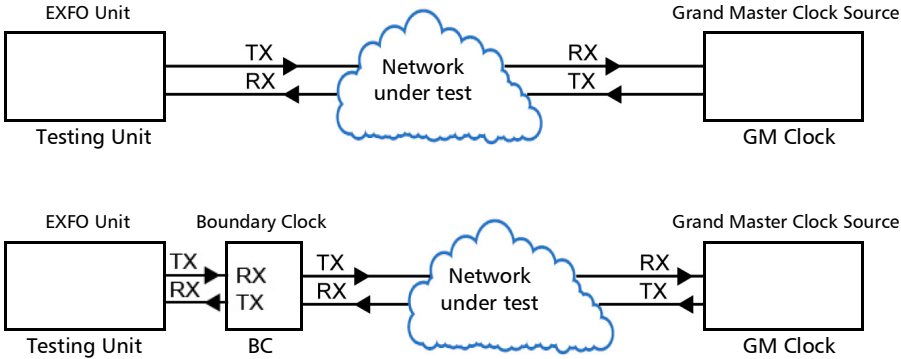 EXFO Unit
Grand Master Clock Source
TX
RX
Network
under test
RX
TX
Testing Unit
GM Clock
EXFO Unit
Boundary Clock
Grand Master Clock Source
TX
RX
RX
TX
TX
RX
Network
under test
RX
TX
Testing Unit
BC
GM Clock